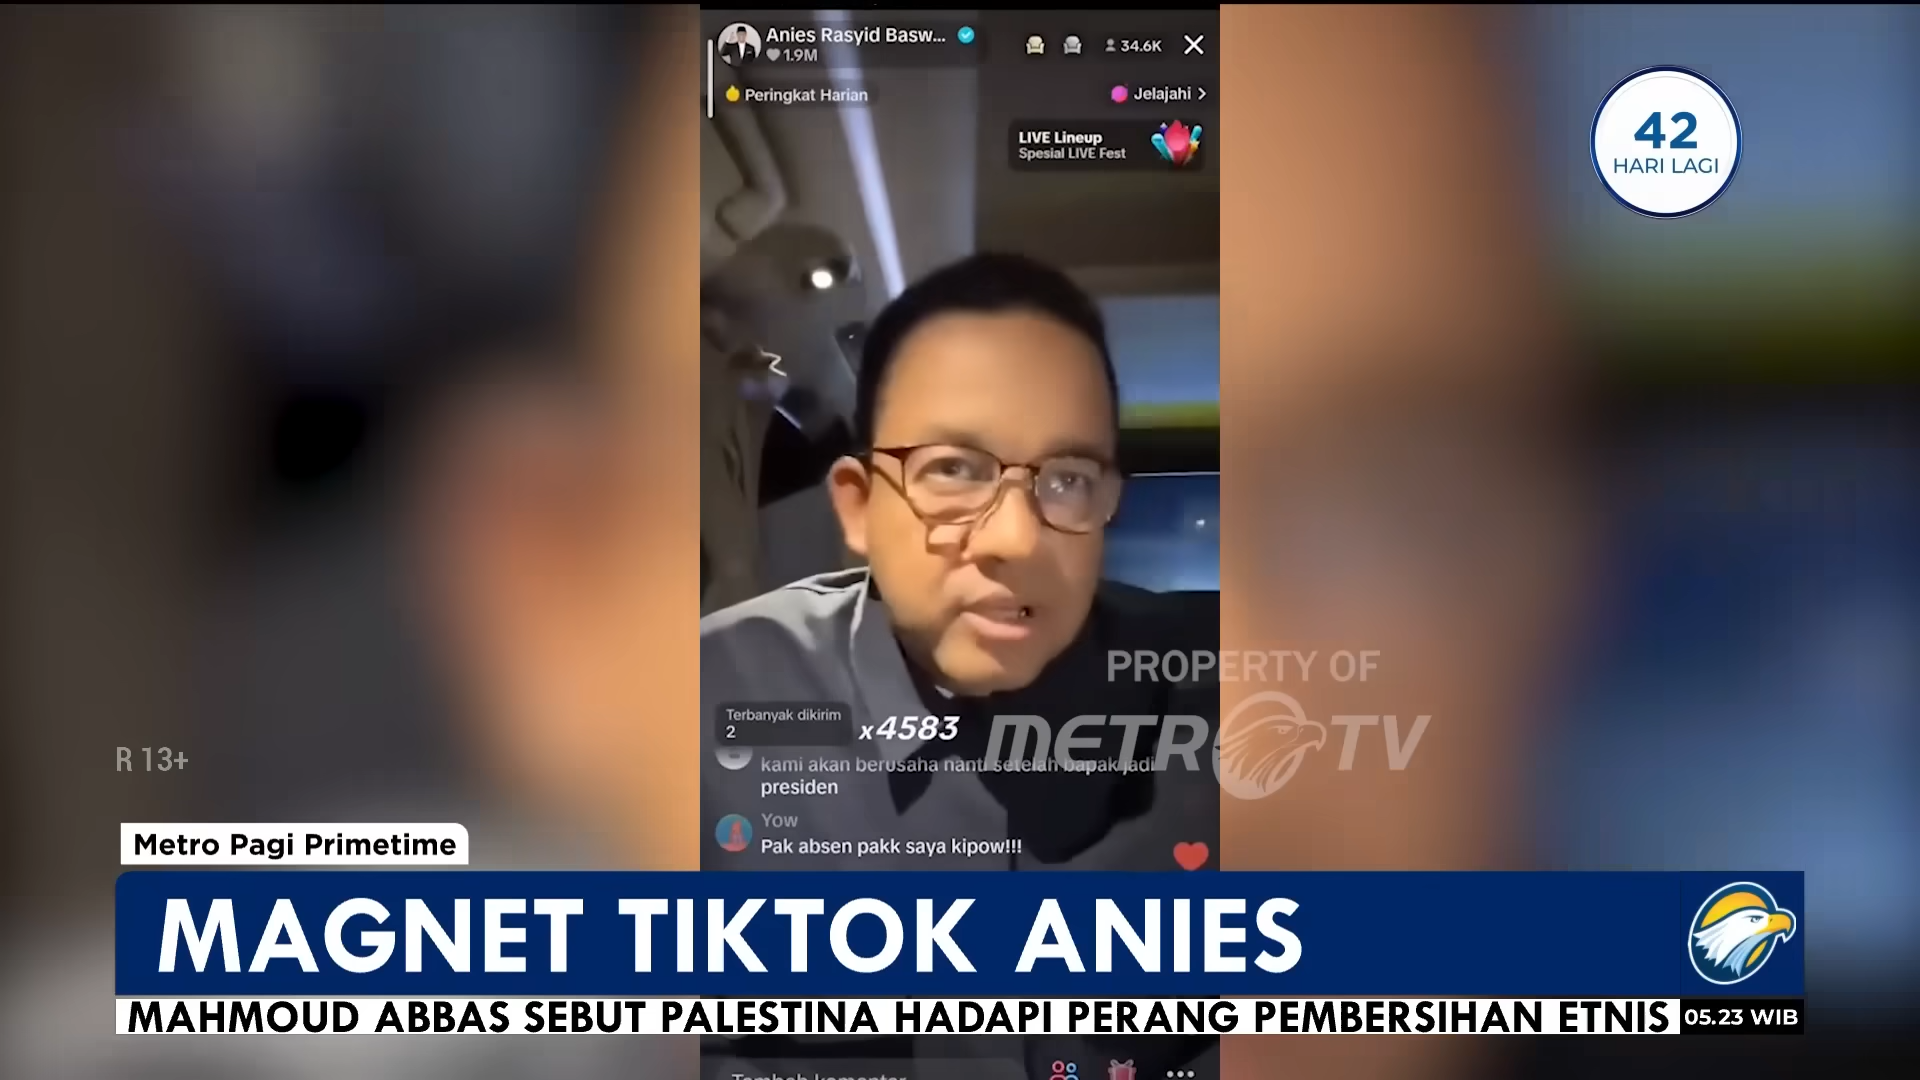 Anies Rasyid Basw...
1.9M
34.6K
Peringkat Harian
Jelajahi >
LIVE Lineup
Spesial LIVE Fest
42
HARI LAGI
PROPERTY OF
METRO TV
Terbanyak dikirim
2
x4583
kami akan berusaha nanti setelah bapak jadi
presiden
Yow
Pak absen pakk saya kipow!!!
R 13+
Metro Pagi Primetime
MAGNET TIKTOK ANIES
MAHMOUD ABBAS SEBUT PALESTINA HADAPI PERANG PEMBERSIHAN ETNIS
05.23 WIB